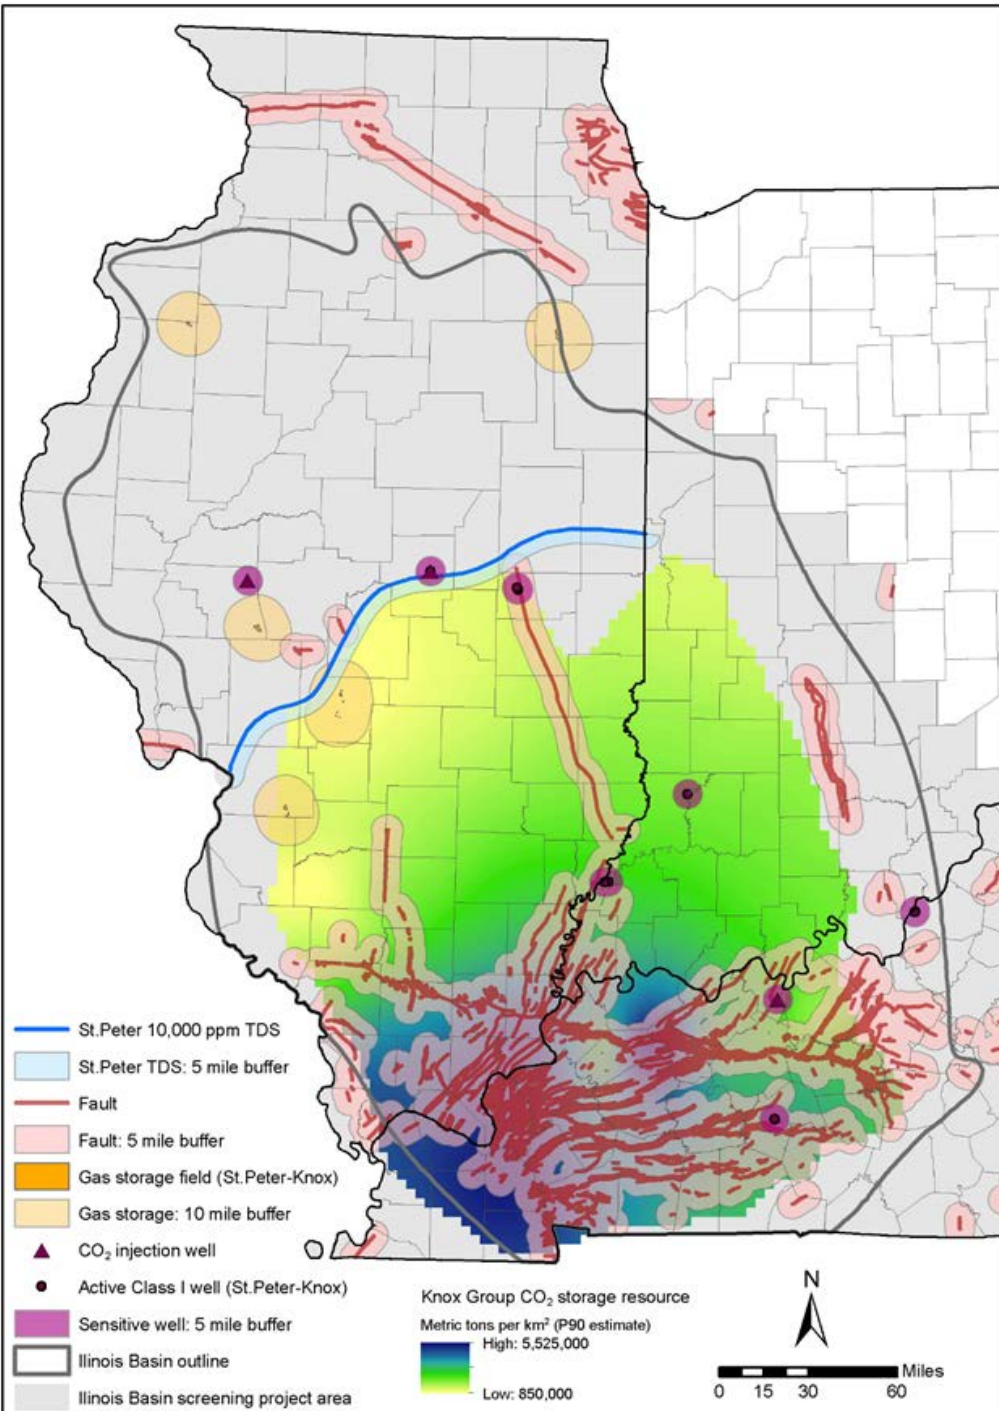 St.Peter 10,000 ppm TDS
St.Peter TDS: 5 mile buffer
Fault
Fault: 5 mile buffer
Gas storage field (St.Peter-Knox)
Gas storage: 10 mile buffer
CO₂ injection well
Active Class I well (St.Peter-Knox)
Sensitive well: 5 mile buffer
Ilinois Basin outline
Ilinois Basin screening project area
Knox Group CO₂ storage resource
Metric tons per km² (P90 estimate)
High: 5,525,000
Low: 850,000
N
Miles
0 15 30 60